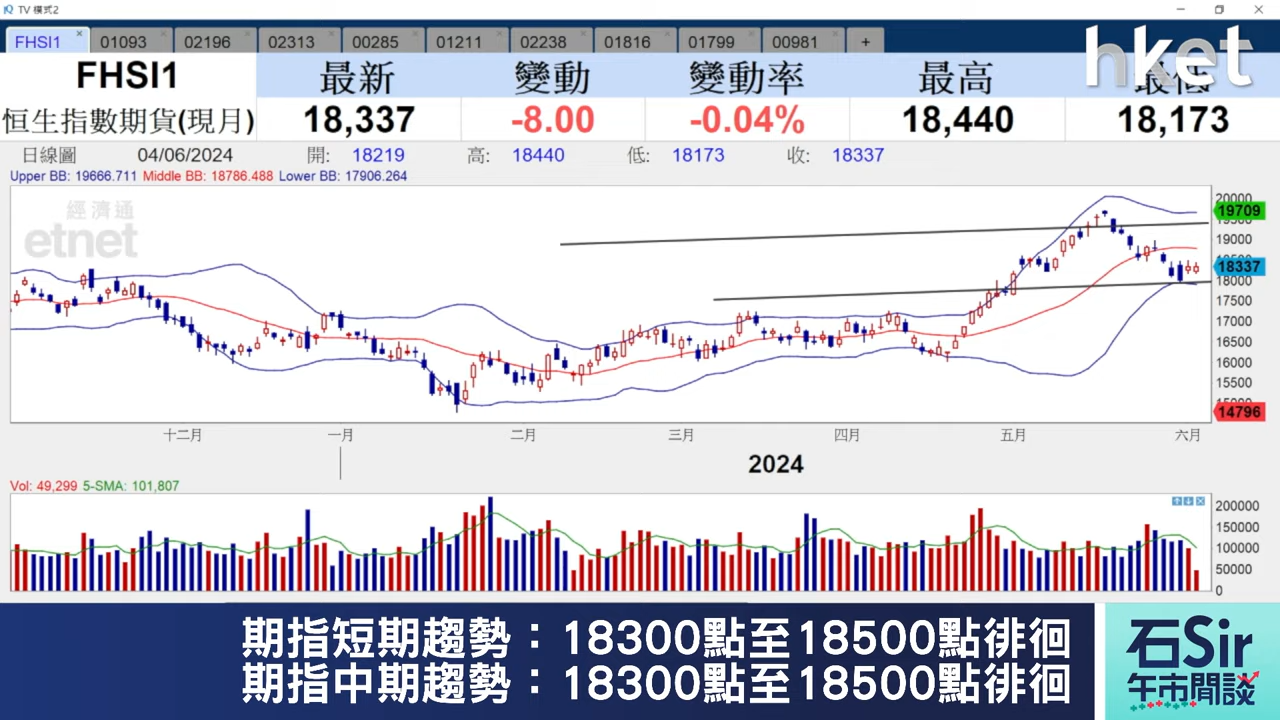 TV 模式2
FHSI1 01093 02196 02313 00285 01211 02238 01816 01799 00981 +
hket
FHSI1 最新 變動 變動率 最高 最低
恒生指數期貨(現月) 18,337 -8.00 -0.04% 18,440 18,173
日線圖 04/06/2024 開: 18219 高: 18440 低: 18173 收: 18337
Upper BB: 19666.711 Middle BB: 18786.488 Lower BB: 17906.264
經濟通
etnet
20000
19709
19000
18337
18000
17500
17000
16500
16000
15500
14796
十二月 一月 二月 三月 四月 五月 六月
2024
Vol: 49,299 5-SMA: 101,807
200000
150000
100000
50000
0
期指短期趨勢：18300點至18500點徘徊
期指中期趨勢：18300點至18500點徘徊
石Sir
午市閒談